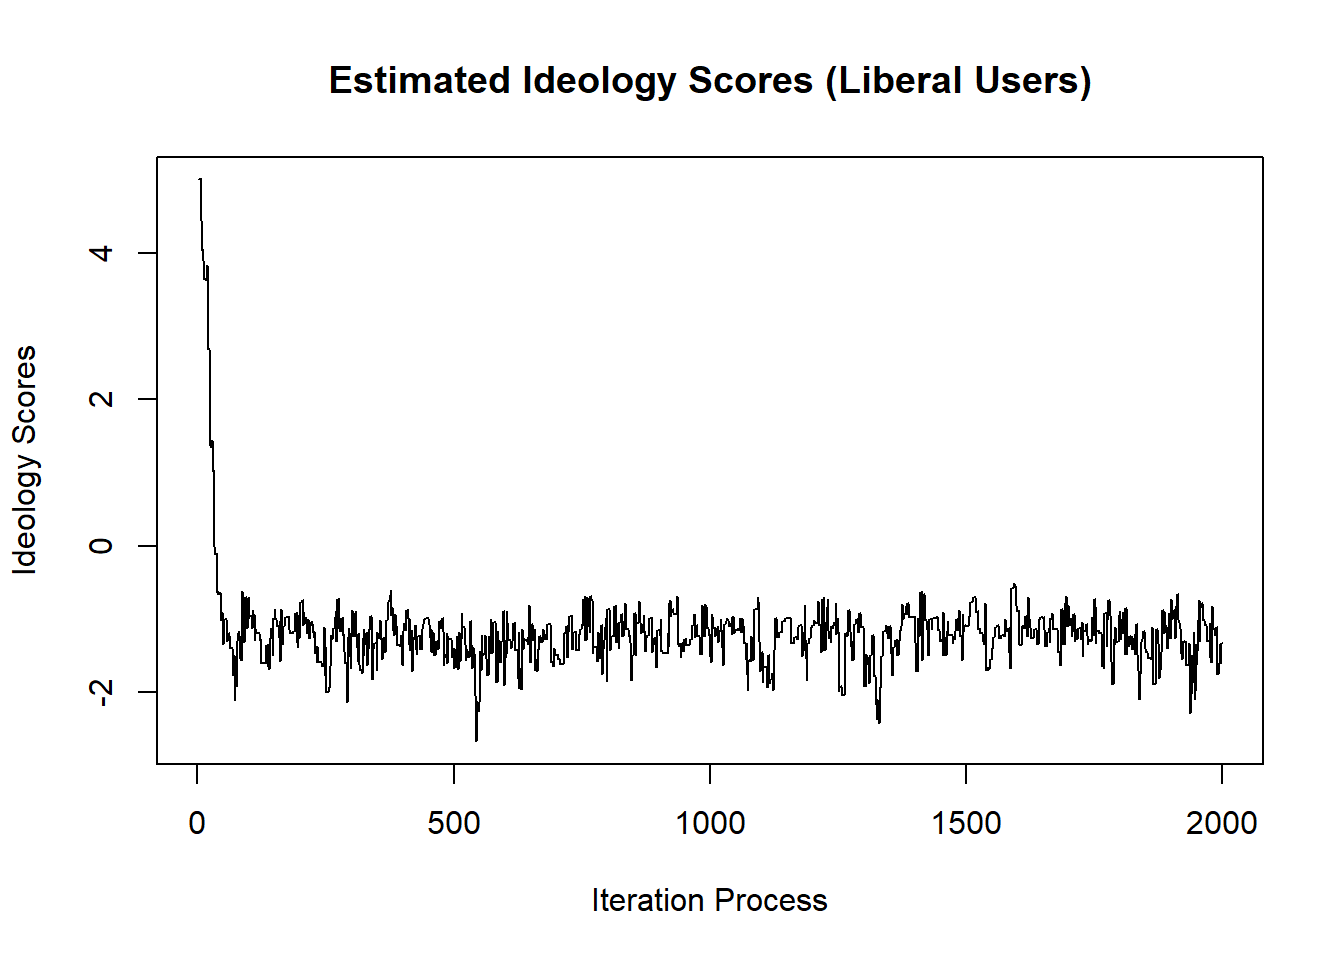 Estimated Ideology Scores (Liberal Users)
Ideology Scores
4
2
0
-2
0 500 1000 1500 2000
Iteration Process